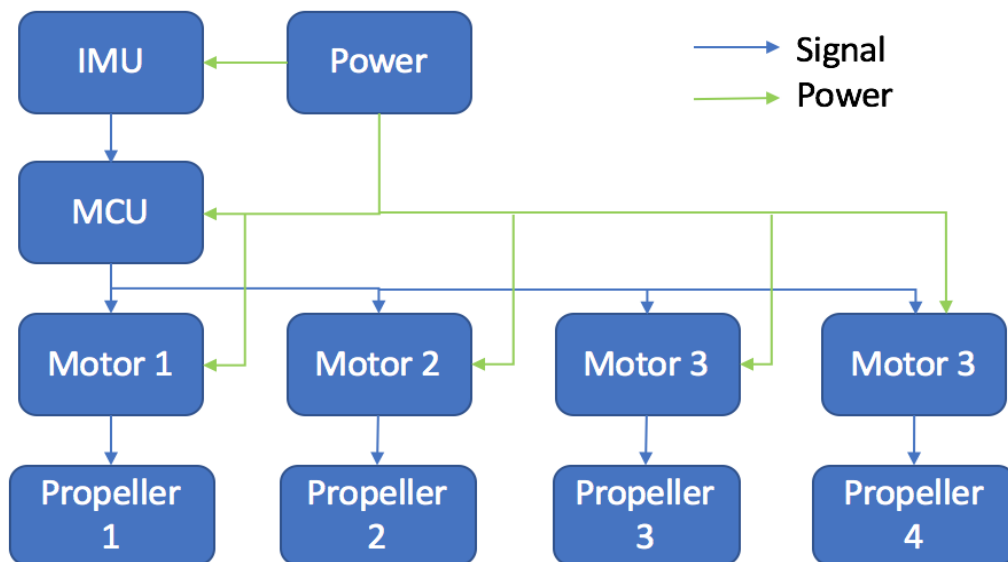 IMU
Power
Signal
Power
MCU
Motor 1
Motor 2
Motor 3
Motor 3
Propeller
1
Propeller
2
Propeller
3
Propeller
4